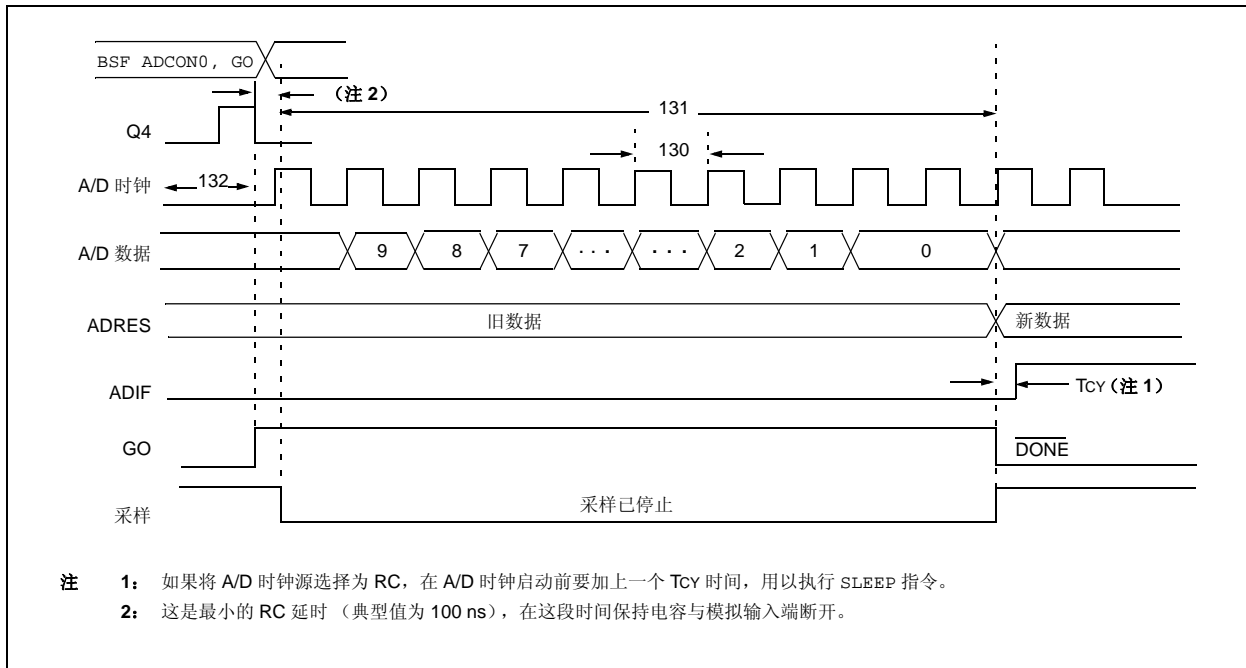 BSF ADCON0, GO
（注 2）
131
Q4
130
A/D 时钟
132
A/D 数据
9 8 7 ··· ··· 2 1 0
ADRES
旧数据
新数据
ADIF
TCY（注 1）
GO
DONE
采样
采样已停止
注 1： 如果将 A/D 时钟源选择为 RC，在 A/D 时钟启动前要加上一个 TCY 时间，用以执行 SLEEP 指令。
2： 这是最小的 RC 延时 （典型值为 100 ns），在这段时间保持电容与模拟输入端断开。